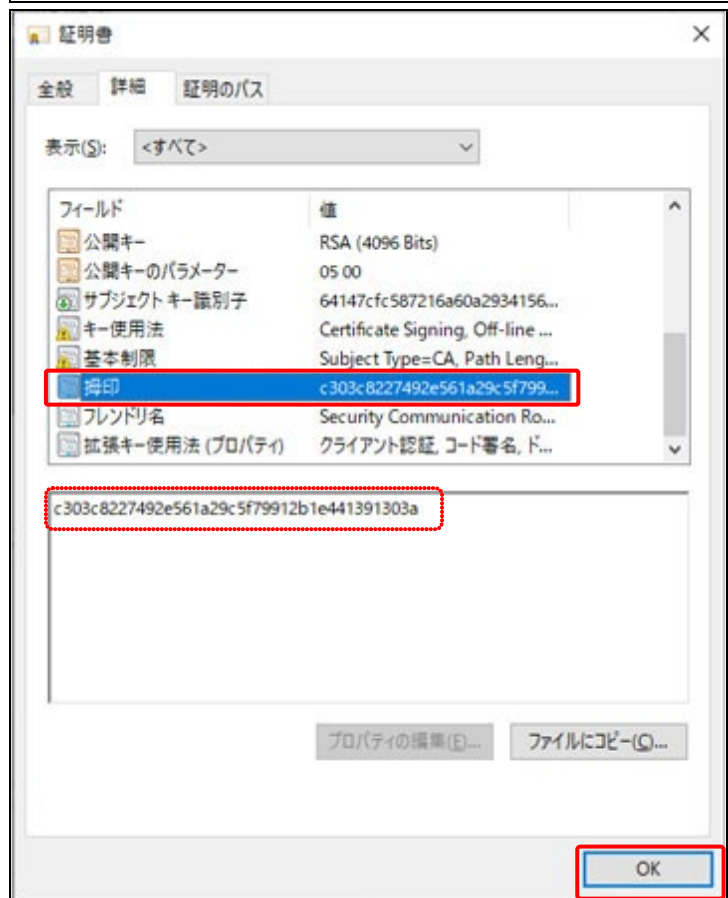 証明書
全般 詳細 証明のパス
表示(S): <すべて>
フィールド 値
公開キー RSA (4096 Bits)
公開キーのパラメーター 05 00
サブジェクト キー識別子 64147cfc587216a60a2934156...
キー使用法 Certificate Signing, Off-line ...
基本制限 Subject Type=CA, Path Leng...
拇印 c303c8227492e561a29c5f799...
フレンドリ名 Security Communication Ro...
拡張キー使用法 (プロパティ) クライアント認証, コード署名, ド...
c303c8227492e561a29c5f79912b1e441391303a
プロパティの編集(E)... ファイルにコピー(C)...
OK